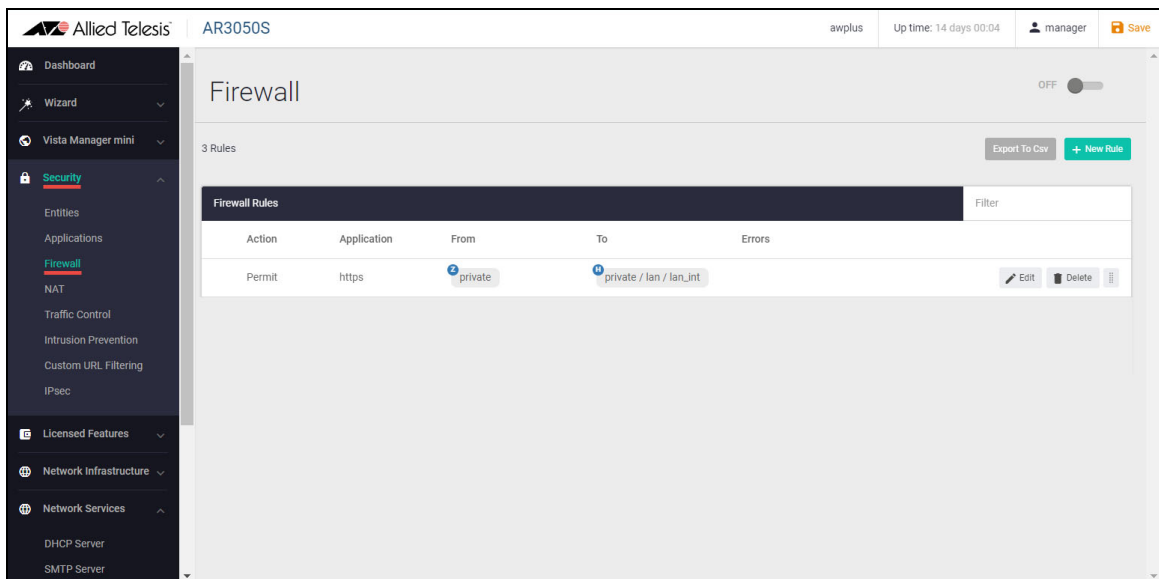 Allied Telesis
AR3050S
awplus
Up time: 14 days 00:04
manager
Save
Dashboard
Wizard
Vista Manager mini
Security
Entities
Applications
Firewall
NAT
Traffic Control
Intrusion Prevention
Custom URL Filtering
IPsec
Licensed Features
Network Infrastructure
Network Services
DHCP Server
SMTP Server
Firewall
OFF
3 Rules
Export To Csv
+ New Rule
Firewall Rules
Filter
Action Application From To Errors
Permit https Z private H private / lan / lan_int Edit Delete